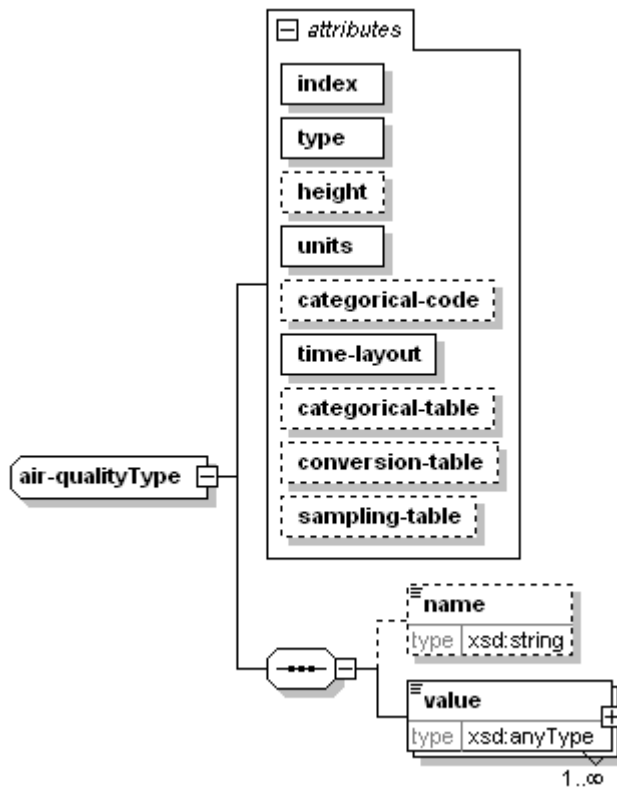 attributes
index
type
height
units
categorical-code
time-layout
categorical-table
conversion-table
sampling-table
air-qualityType
name
type xsd:string
value
type xsd:anyType
1..∞